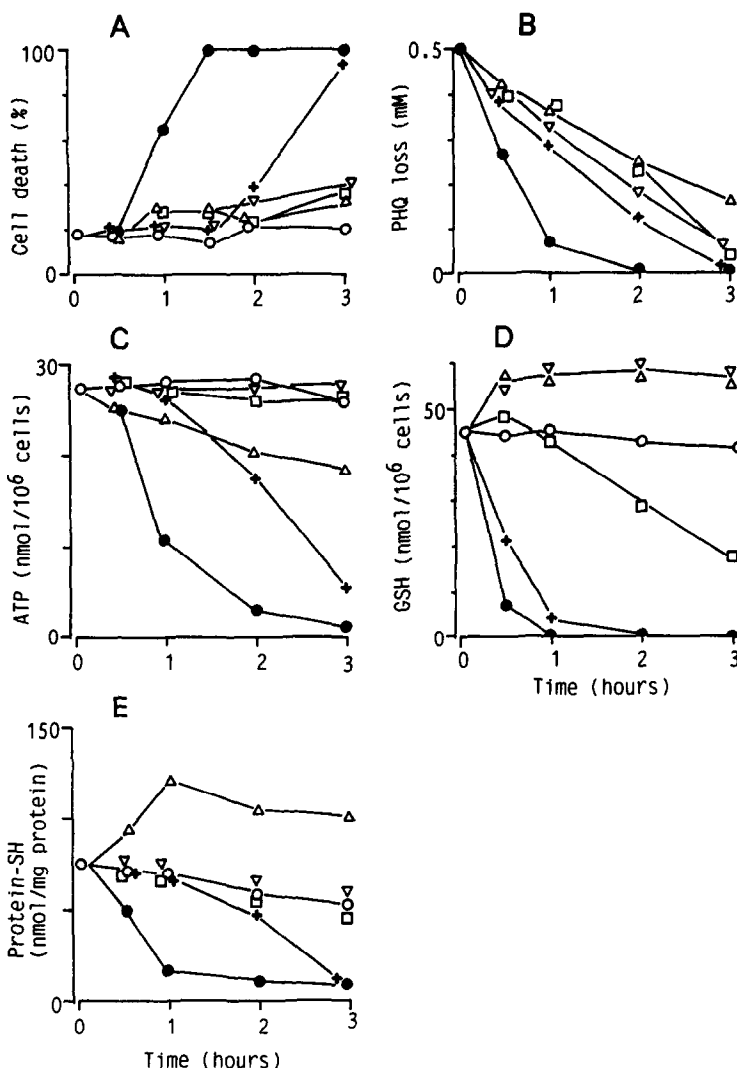 A
100
Cell death (%)
0
0 1 2 3
B
0.5
PHQ loss (mM)
0
0 1 2 3
C
30
ATP (nmol/10⁶ cells)
0
0 1 2 3
D
50
GSH (nmol/10⁶ cells)
0
0 1 2 3
Time (hours)
E
150
Protein-SH
(nmol/mg protein)
0
0 1 2 3
Time (hours)